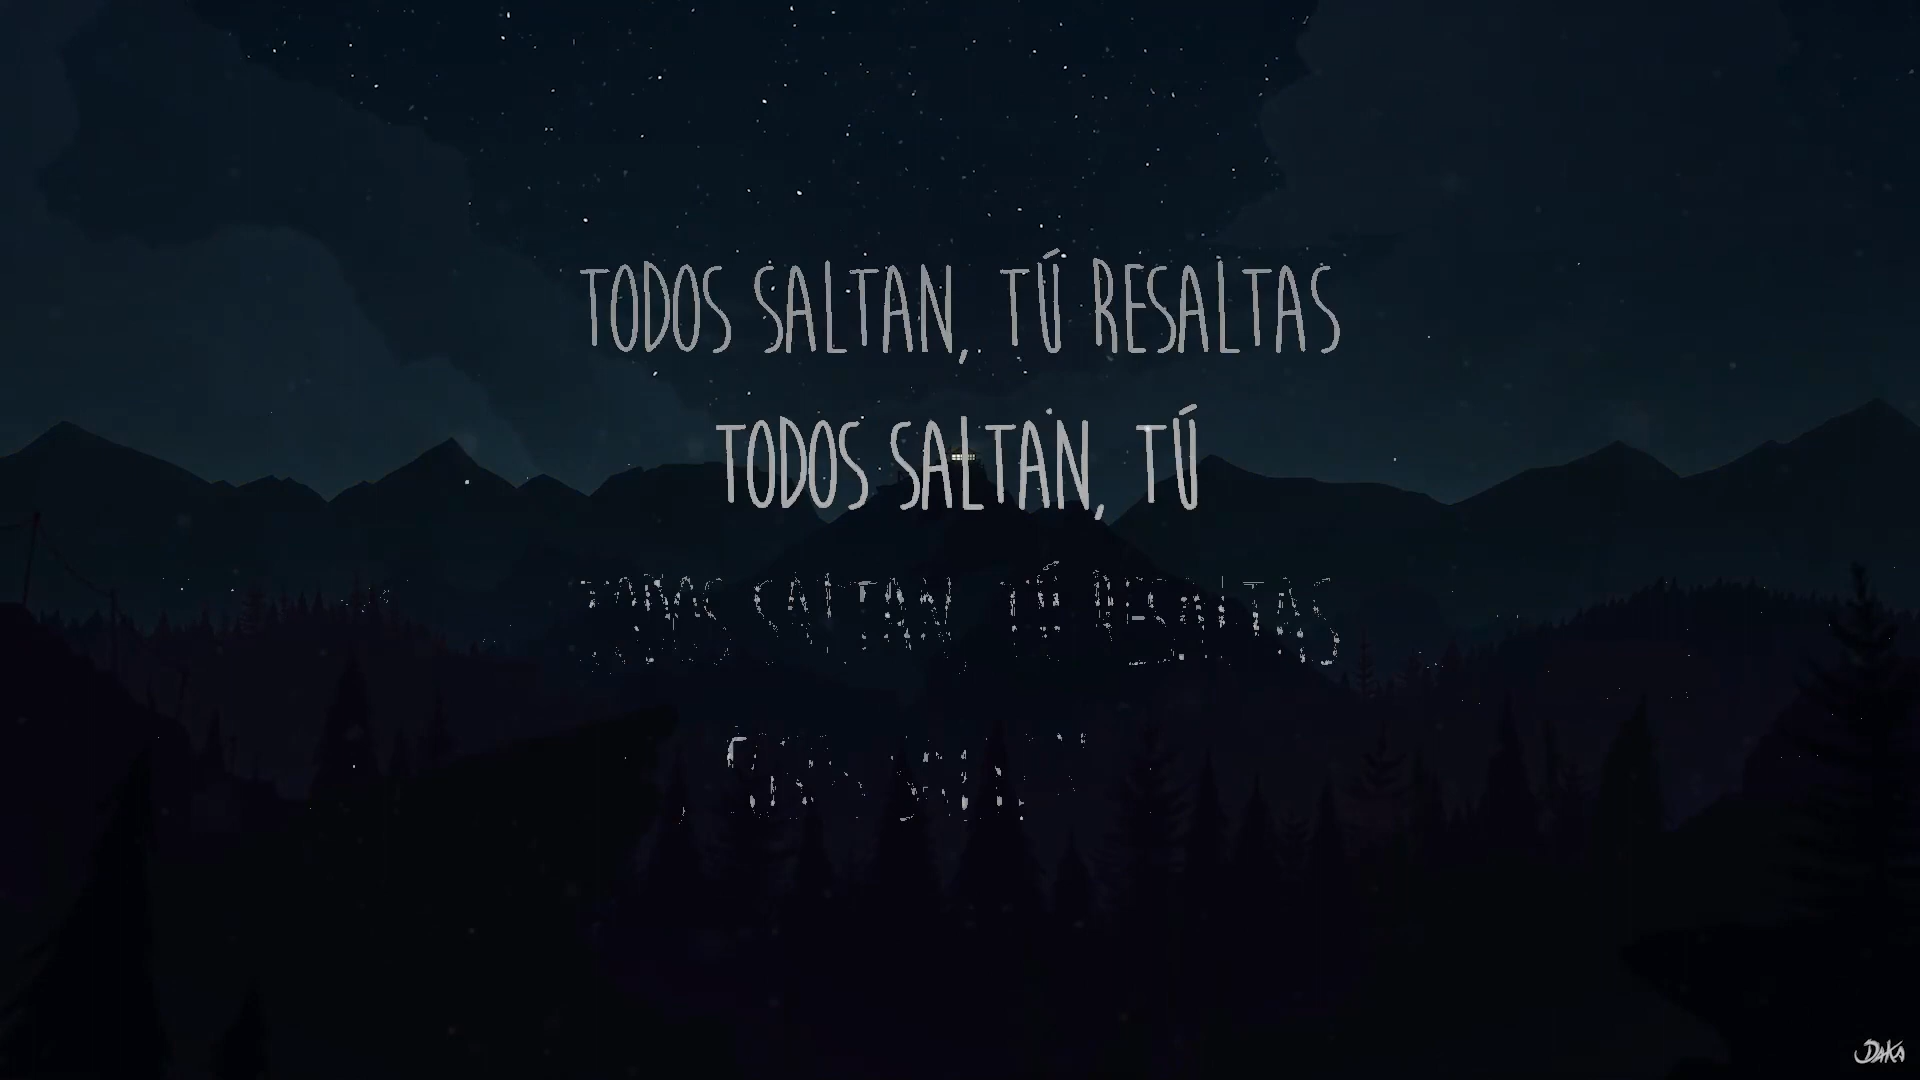 TODOS SALTAN, TÚ RESALTAS
TODOS SALTAN, TÚ
TODOS SALTAN TÚ RESALTAS
DAKA